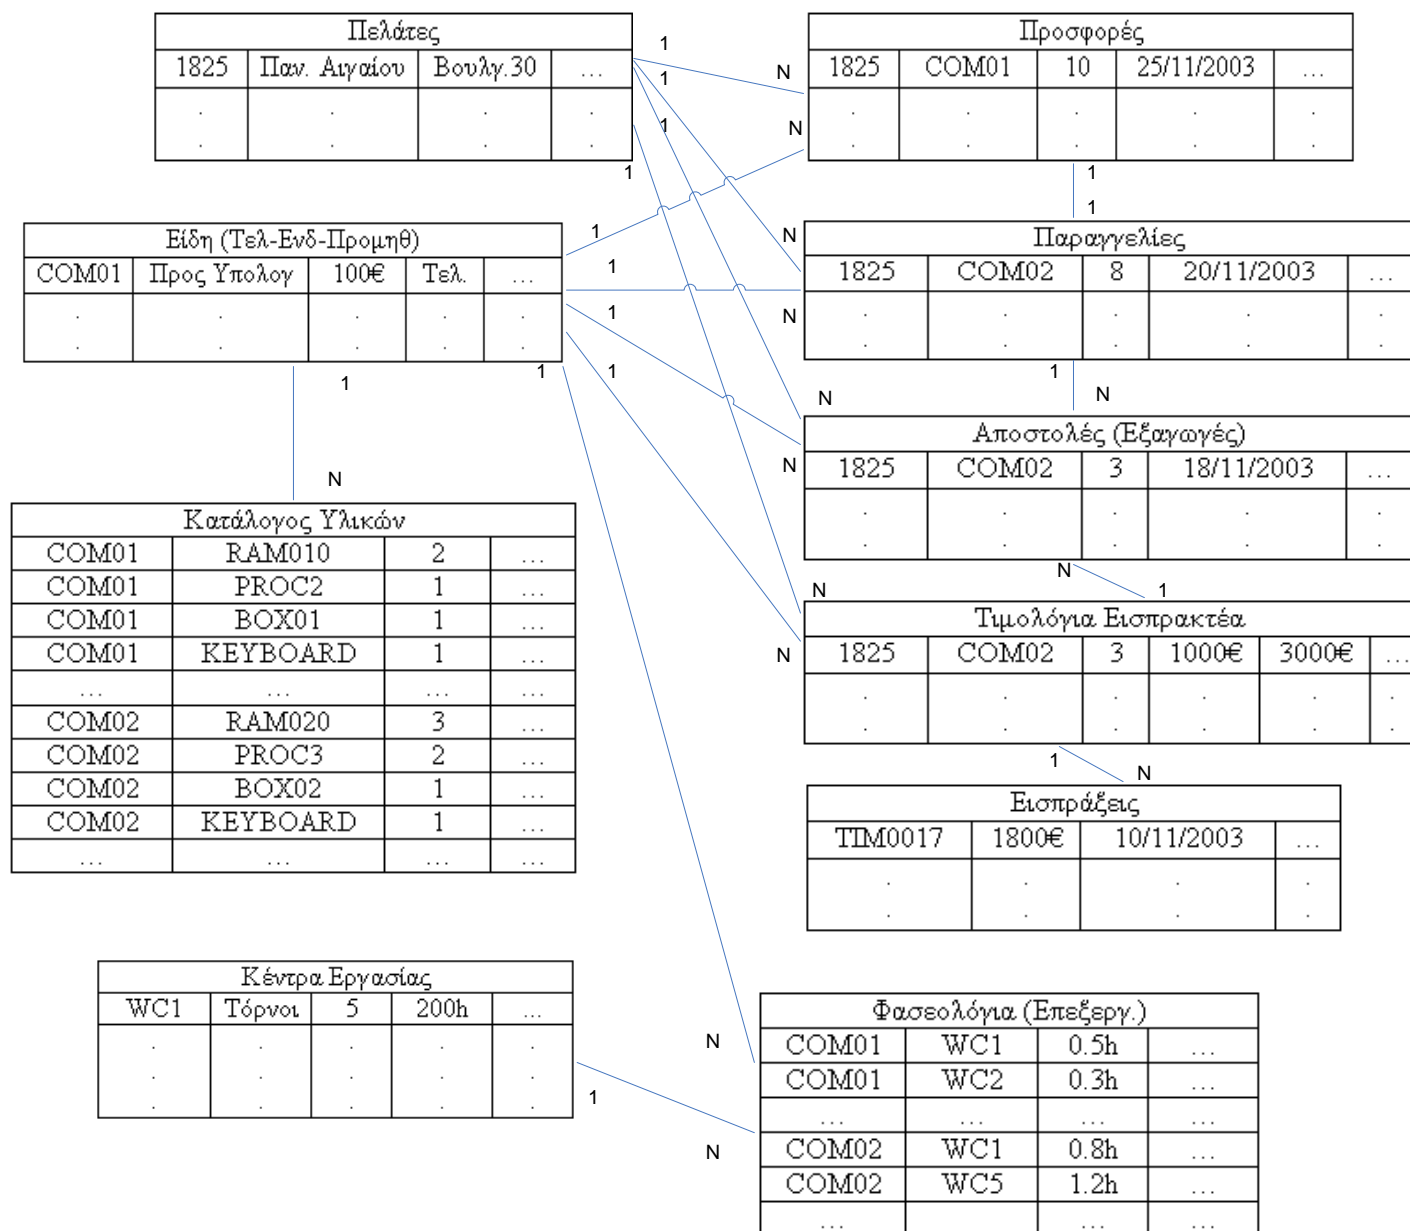 Πελάτες
1825 Παν. Αιγαίου Βουλγ.30 ...
Προσφορές
1825 COM01 10 25/11/2003 ...
1
N
1
1
N
1
1
1
Είδη (Τελ-Ενδ-Προμηθ)
COM01 Προς Υπολογ 100€ Τελ. ...
1
N
1
1
N
1
1
1
Παραγγελίες
1825 COM02 8 20/11/2003 ...
1
N
N
Αποστολές (Εξαγωγές)
1825 COM02 3 18/11/2003 ...
N
N
1
N
1
N
Κατάλογος Υλικών
COM01 RAM010 2 ...
COM01 PROC2 1 ...
COM01 BOX01 1 ...
COM01 KEYBOARD 1 ...
... ... ... ...
COM02 RAM020 3 ...
COM02 PROC3 2 ...
COM02 BOX02 1 ...
COM02 KEYBOARD 1 ...
... ... ... ...
N
Τιμολόγια Εισπρακτέα
1825 COM02 3 1000€ 3000€ ...
1
N
Εισπράξεις
ΤΙΜ0017 1800€ 10/11/2003 ...
Κέντρα Εργασίας
WC1 Τόρνοι 5 200h ...
1
N
N
Φασεολόγια (Επεξεργ.)
COM01 WC1 0.5h ...
COM01 WC2 0.3h ...
... ... ... ...
COM02 WC1 0.8h ...
COM02 WC5 1.2h ...
... ... ...